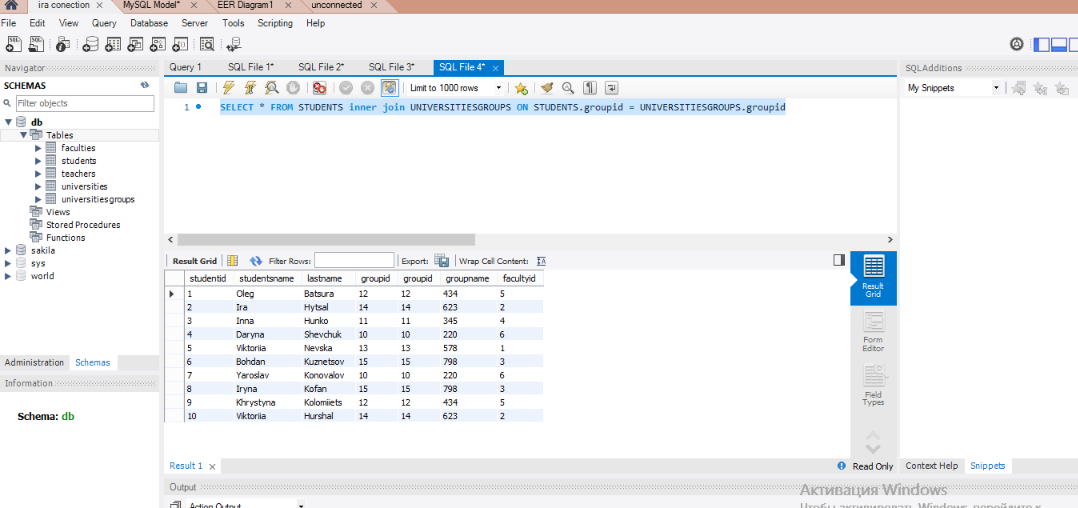 ira conection MySQL Model* EER Diagram1 unconnected
File Edit View Query Database Server Tools Scripting Help
Navigator
SCHEMAS
Filter objects
db
Tables
faculties
students
teachers
universities
universitiesgroups
Views
Stored Procedures
Functions
sakila
sys
world
Administration Schemas
Information
Schema: db
Query 1 SQL File 1* SQL File 2* SQL File 3* SQL File 4*
Limit to 1000 rows
1 SELECT * FROM STUDENTS inner join UNIVERSITIESGROUPS ON STUDENTS.groupid = UNIVERSITIESGROUPS.groupid
Result Grid Filter Rows: Export: Wrap Cell Content:
studentid studentsname lastname groupid groupid groupname facultyid
1 Oleg Batsura 12 12 434 5
2 Ira Hytsal 14 14 623 2
3 Inna Hunko 11 11 345 4
4 Daryna Shevchuk 10 10 220 6
5 Viktoriia Nevska 13 13 578 1
6 Bohdan Kuznetsov 15 15 798 3
7 Yaroslav Konovalov 10 10 220 6
8 Iryna Kofan 15 15 798 3
9 Khrystyna Kolomiiets 12 12 434 5
10 Viktoriia Hurshal 14 14 623 2
Result Grid
Form Editor
Field Types
Result 1 Read Only
Output
Action Output
SQLAdditions
My Snippets
Context Help Snippets
Активация Windows
Чтобы активировать Windows, перейдите к